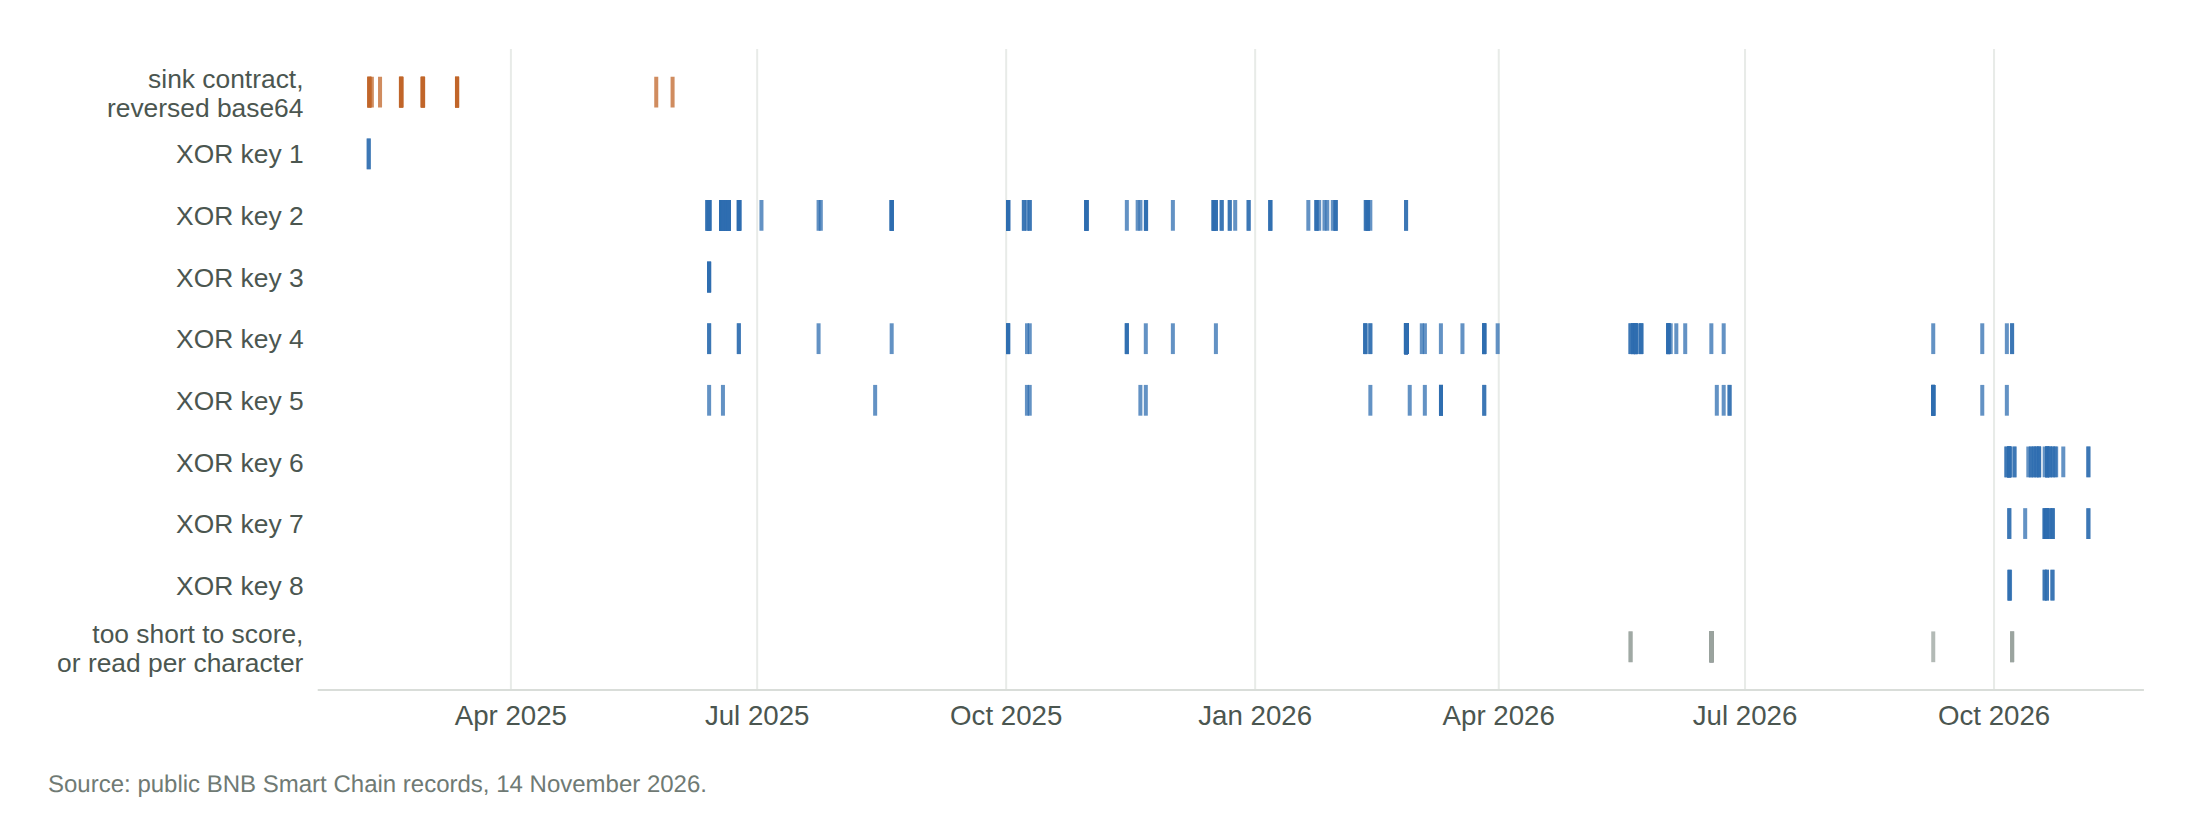 sink contract,
reversed base64
XOR key 1
XOR key 2
XOR key 3
XOR key 4
XOR key 5
XOR key 6
XOR key 7
XOR key 8
too short to score,
or read per character
Apr 2025 Jul 2025 Oct 2025 Jan 2026 Apr 2026 Jul 2026 Oct 2026
Source: public BNB Smart Chain records, 14 November 2026.